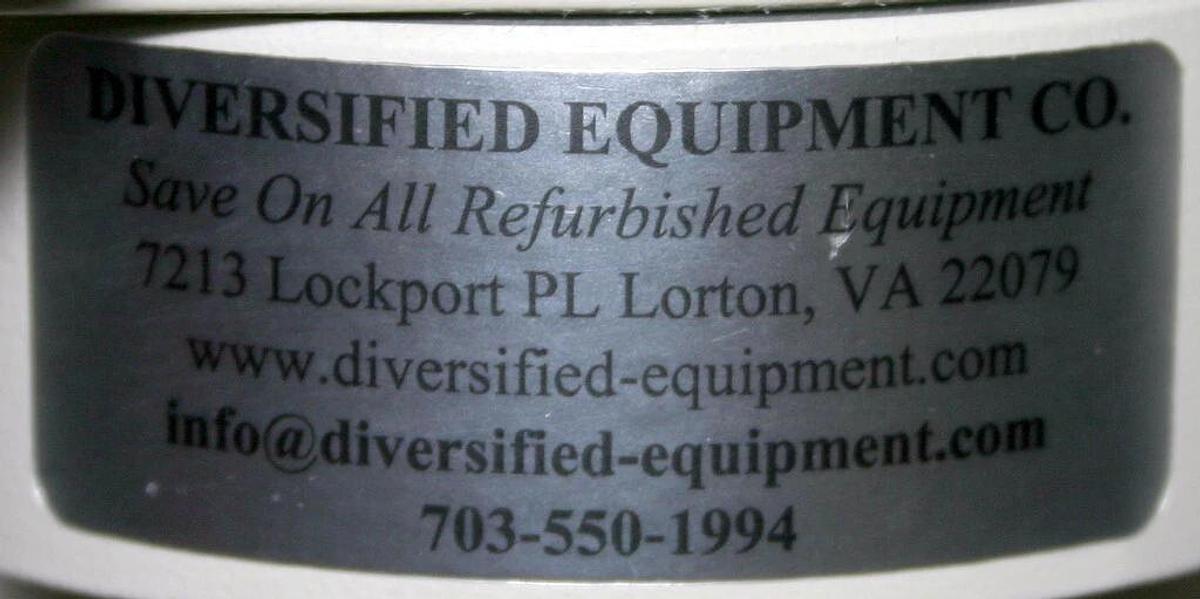 DIVERSIFIED EQUIPMENT CO.
Save On All Refurbished Equipment
7213 Lockport PL Lorton, VA 22079
www.diversified-equipment.com
info@diversified-equipment.com
703-550-1994